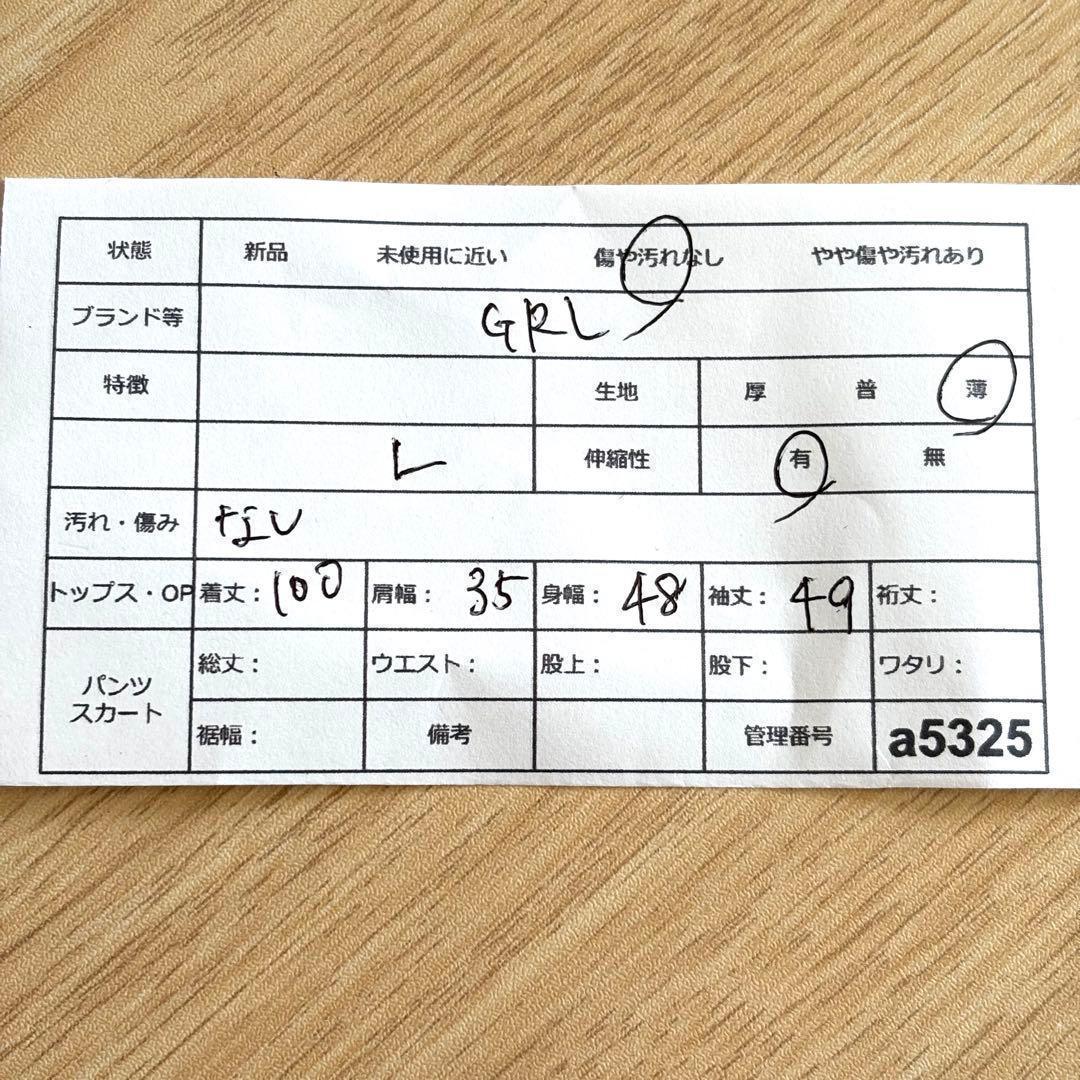 状態 新品 未使用に近い 傷や汚れなし やや傷や汚れあり
ブランド等 GRL
特徴 生地 厚 普 薄
L 伸縮性 有 無
汚れ・傷み なし
トップス・OP 着丈：100 肩幅：35 身幅：48 袖丈：49 裄丈：
パンツ スカート 総丈： ウエスト： 股上： 股下： ワタリ：
裾幅： 備考 管理番号 a5325